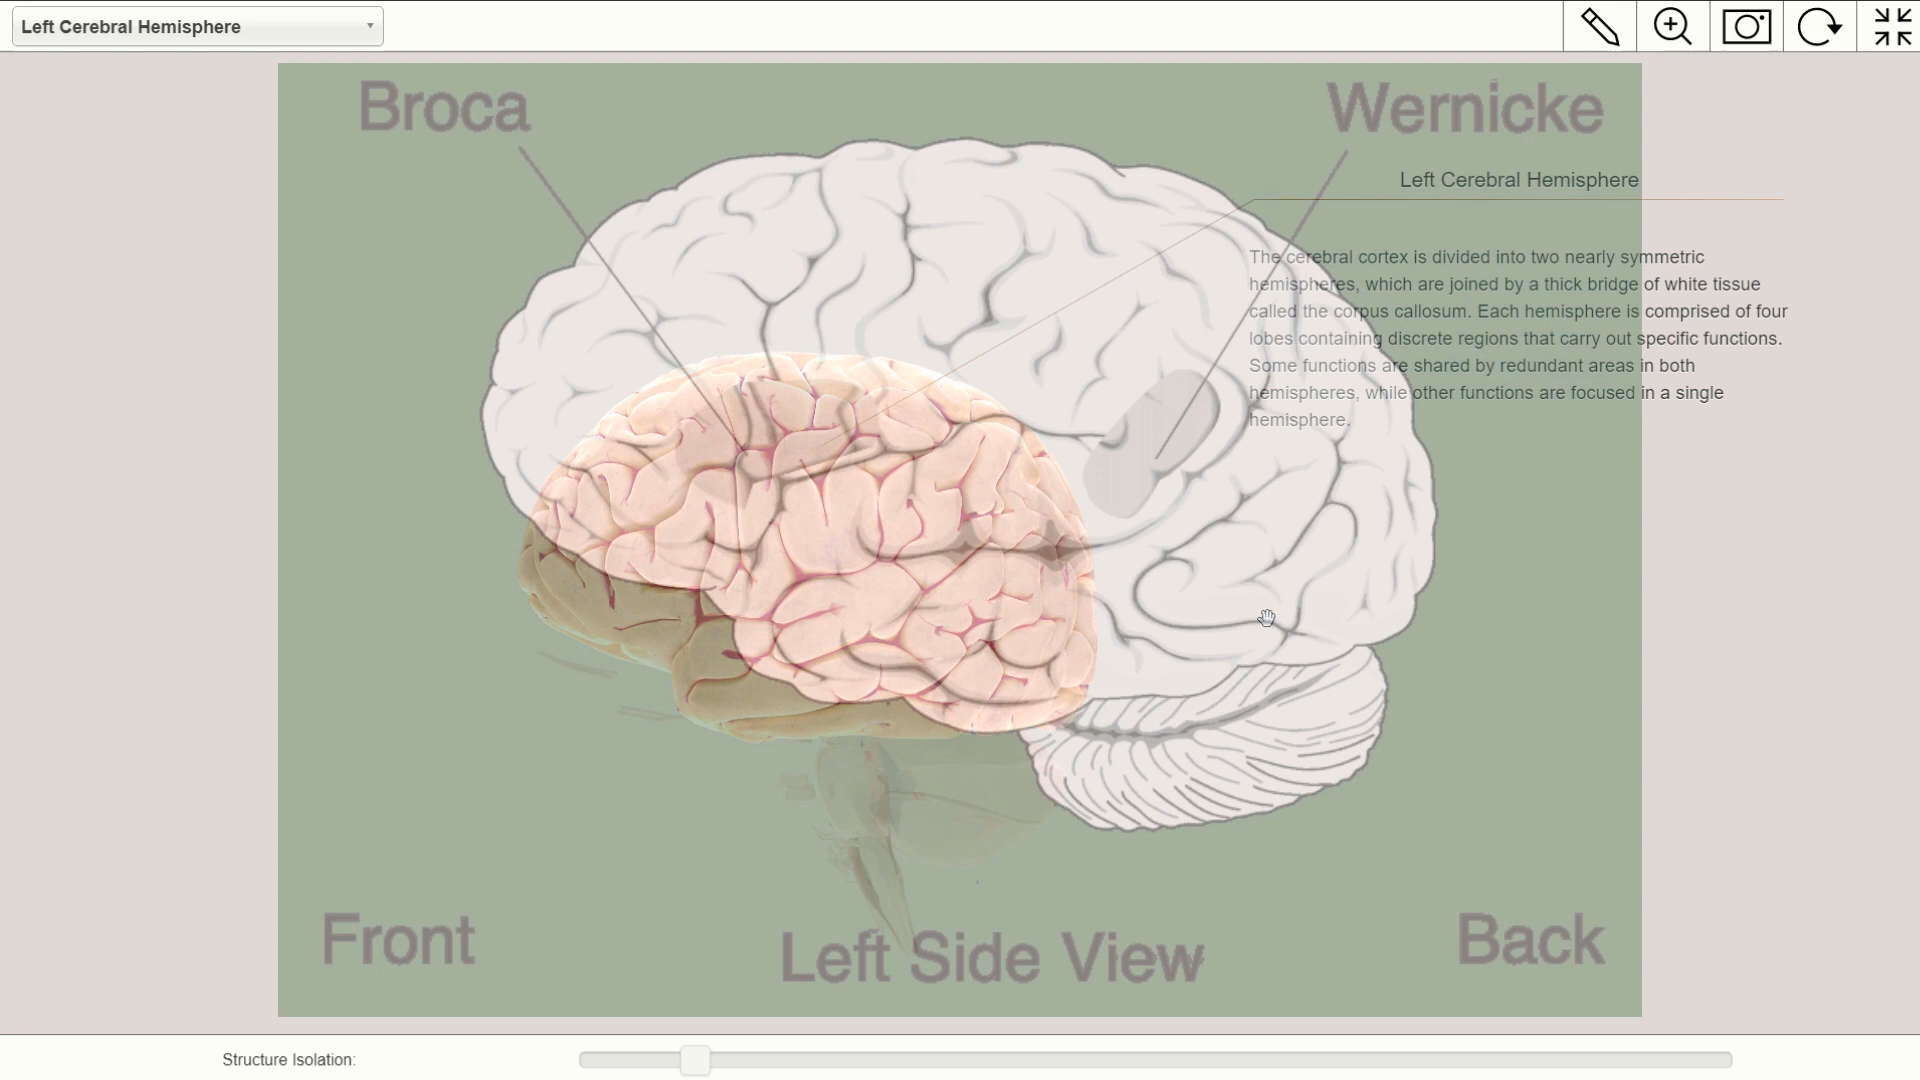 Left Cerebral Hemisphere
Broca
Wernicke
Left Cerebral Hemisphere
The cerebral cortex is divided into two nearly symmetric
hemispheres, which are joined by a thick bridge of white tissue
called the corpus callosum. Each hemisphere is comprised of four
lobes containing discrete regions that carry out specific functions.
Some functions are shared by redundant areas in both
hemispheres, while other functions are focused in a single
hemisphere.
Front
Left Side View
Back
Structure Isolation: